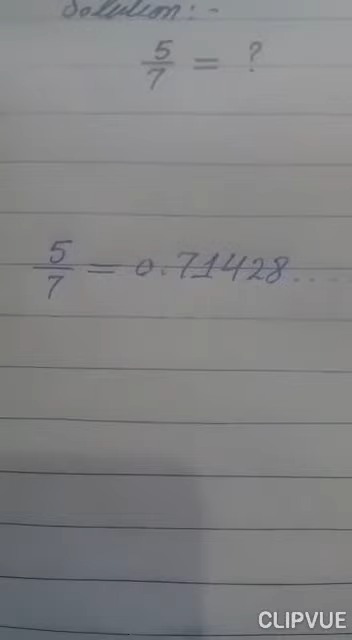 Solution:-
5/7 = ?
5/7 = 0.71428....
CLIPVUE